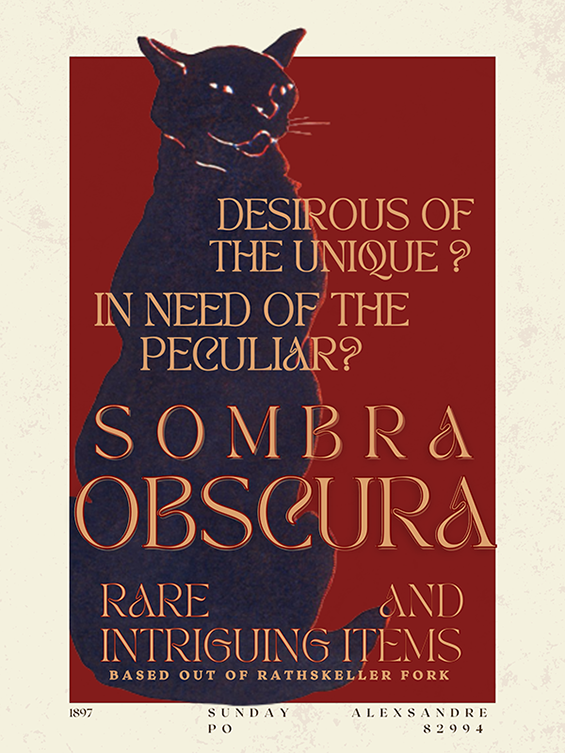 DESIROUS OF
THE UNIQUE ?
IN NEED OF THE
PECULIAR?
SOMBRA
OBSCURA
RARE AND
INTRIGUING ITEMS
BASED OUT OF RATHSKELLER FORK
1897 SUNDAY ALEXSANDRE
PO 82994